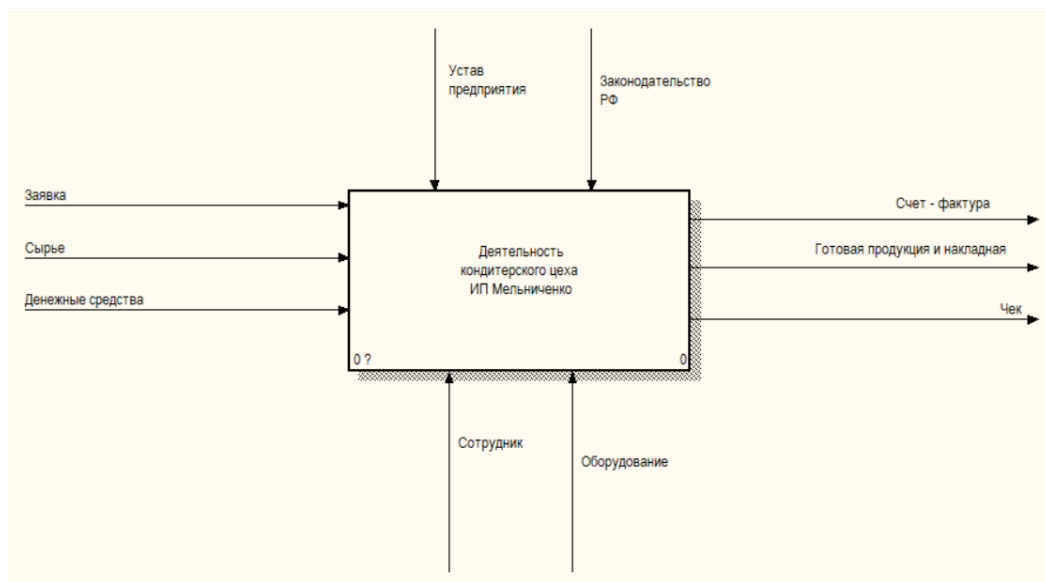 Устав
предприятия
Законодательство
РФ
Заявка
Сырье
Денежные средства
Деятельность
кондитерского цеха
ИП Мельниченко
0 ?
0
Счет - фактура
Готовая продукция и накладная
Чек
Сотрудник
Оборудование